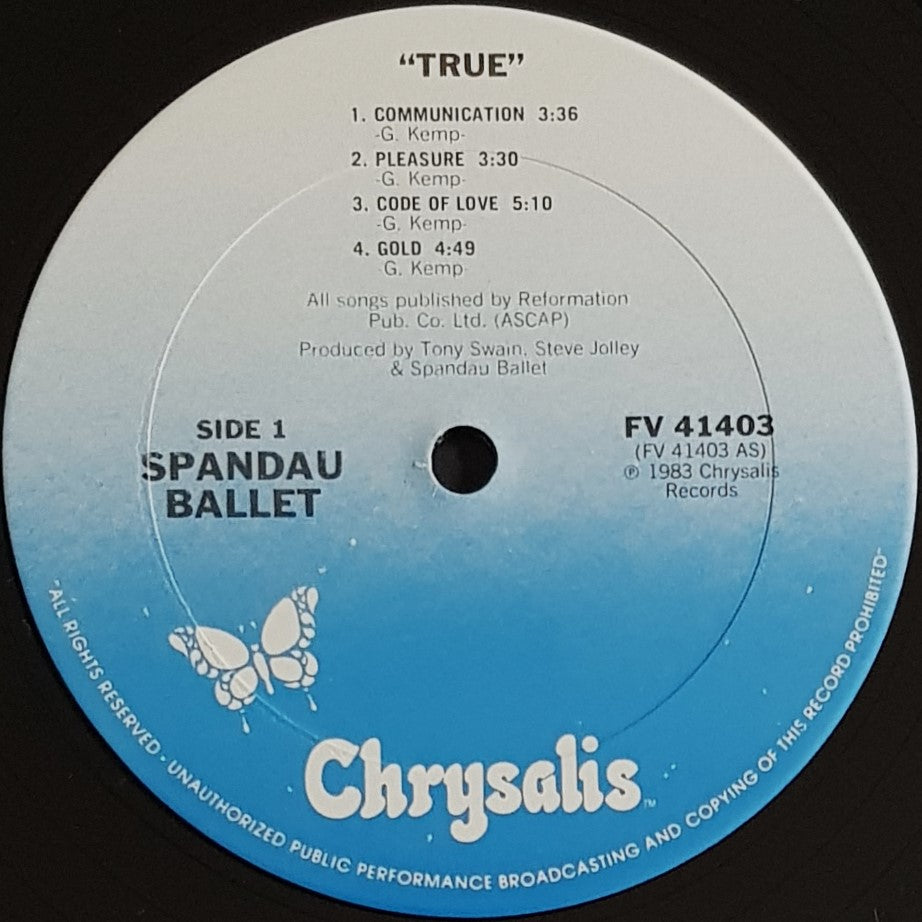 “TRUE”
1. COMMUNICATION 3:36
-G. Kemp-
2. PLEASURE 3:30
-G. Kemp-
3. CODE OF LOVE 5:10
-G. Kemp-
4. GOLD 4:49
G. Kemp-
All songs published by Reformation
Pub. Co. Ltd. (ASCAP)
Produced by Tony Swain, Steve Jolley
& Spandau Ballet
SIDE 1
SPANDAU
BALLET
FV 41403
(FV 41403 AS)
℗ 1983 Chrysalis
Records
Chrysalis™
"ALL RIGHTS RESERVED - UNAUTHORIZED PUBLIC PERFORMANCE BROADCASTING AND COPYING OF THIS RECORD PROHIBITED"